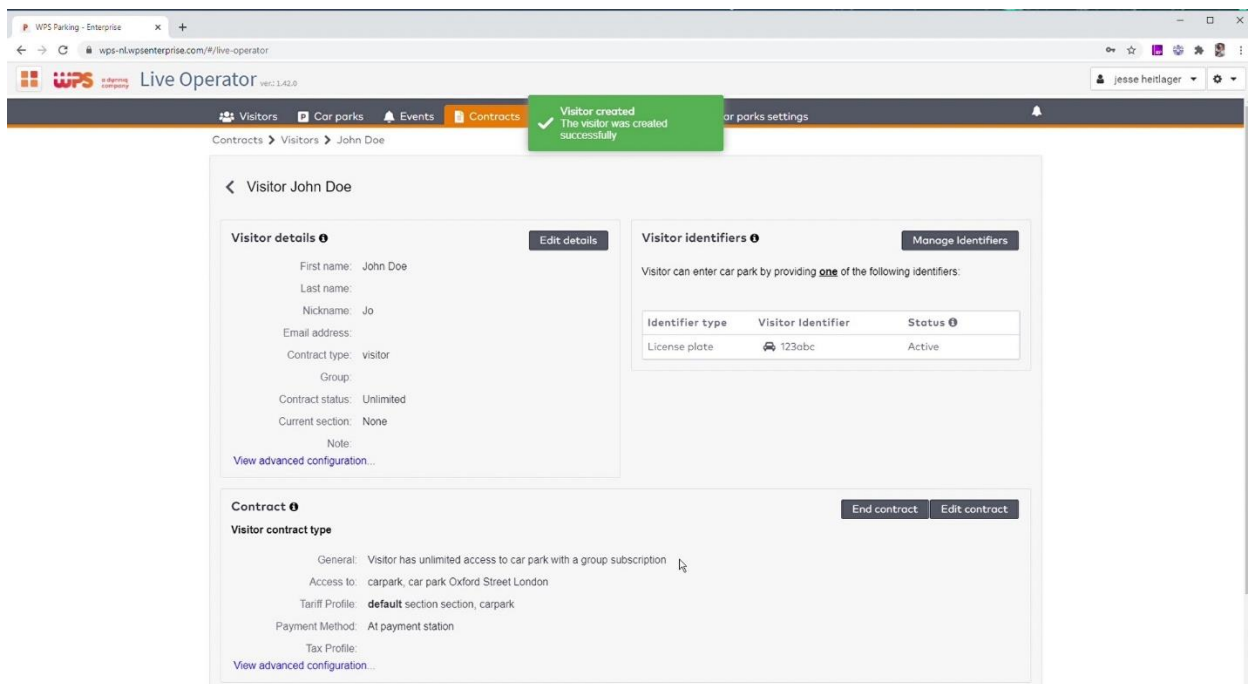 WPS Parking - Enterprise
wps-nl.wpsenterprise.com/#/live-operator
WPS a dormaq company Live Operator ver.: 1.42.0
jesse heitlager
Visitors Car parks Events Contracts ar parks settings
Visitor created
The visitor was created
successfully
Contracts > Visitors > John Doe
Visitor John Doe
Visitor details
Edit details
First name: John Doe
Last name:
Nickname: Jo
Email address:
Contract type: visitor
Group:
Contract status: Unlimited
Current section: None
Note:
View advanced configuration...
Visitor identifiers
Manage Identifiers
Visitor can enter car park by providing one of the following identifiers:
Identifier type Visitor Identifier Status
License plate 123abc Active
Contract
End contract Edit contract
Visitor contract type
General: Visitor has unlimited access to car park with a group subscription
Access to: carpark, car park Oxford Street London
Tariff Profile: default section section, carpark
Payment Method: At payment station
Tax Profile:
View advanced configuration...